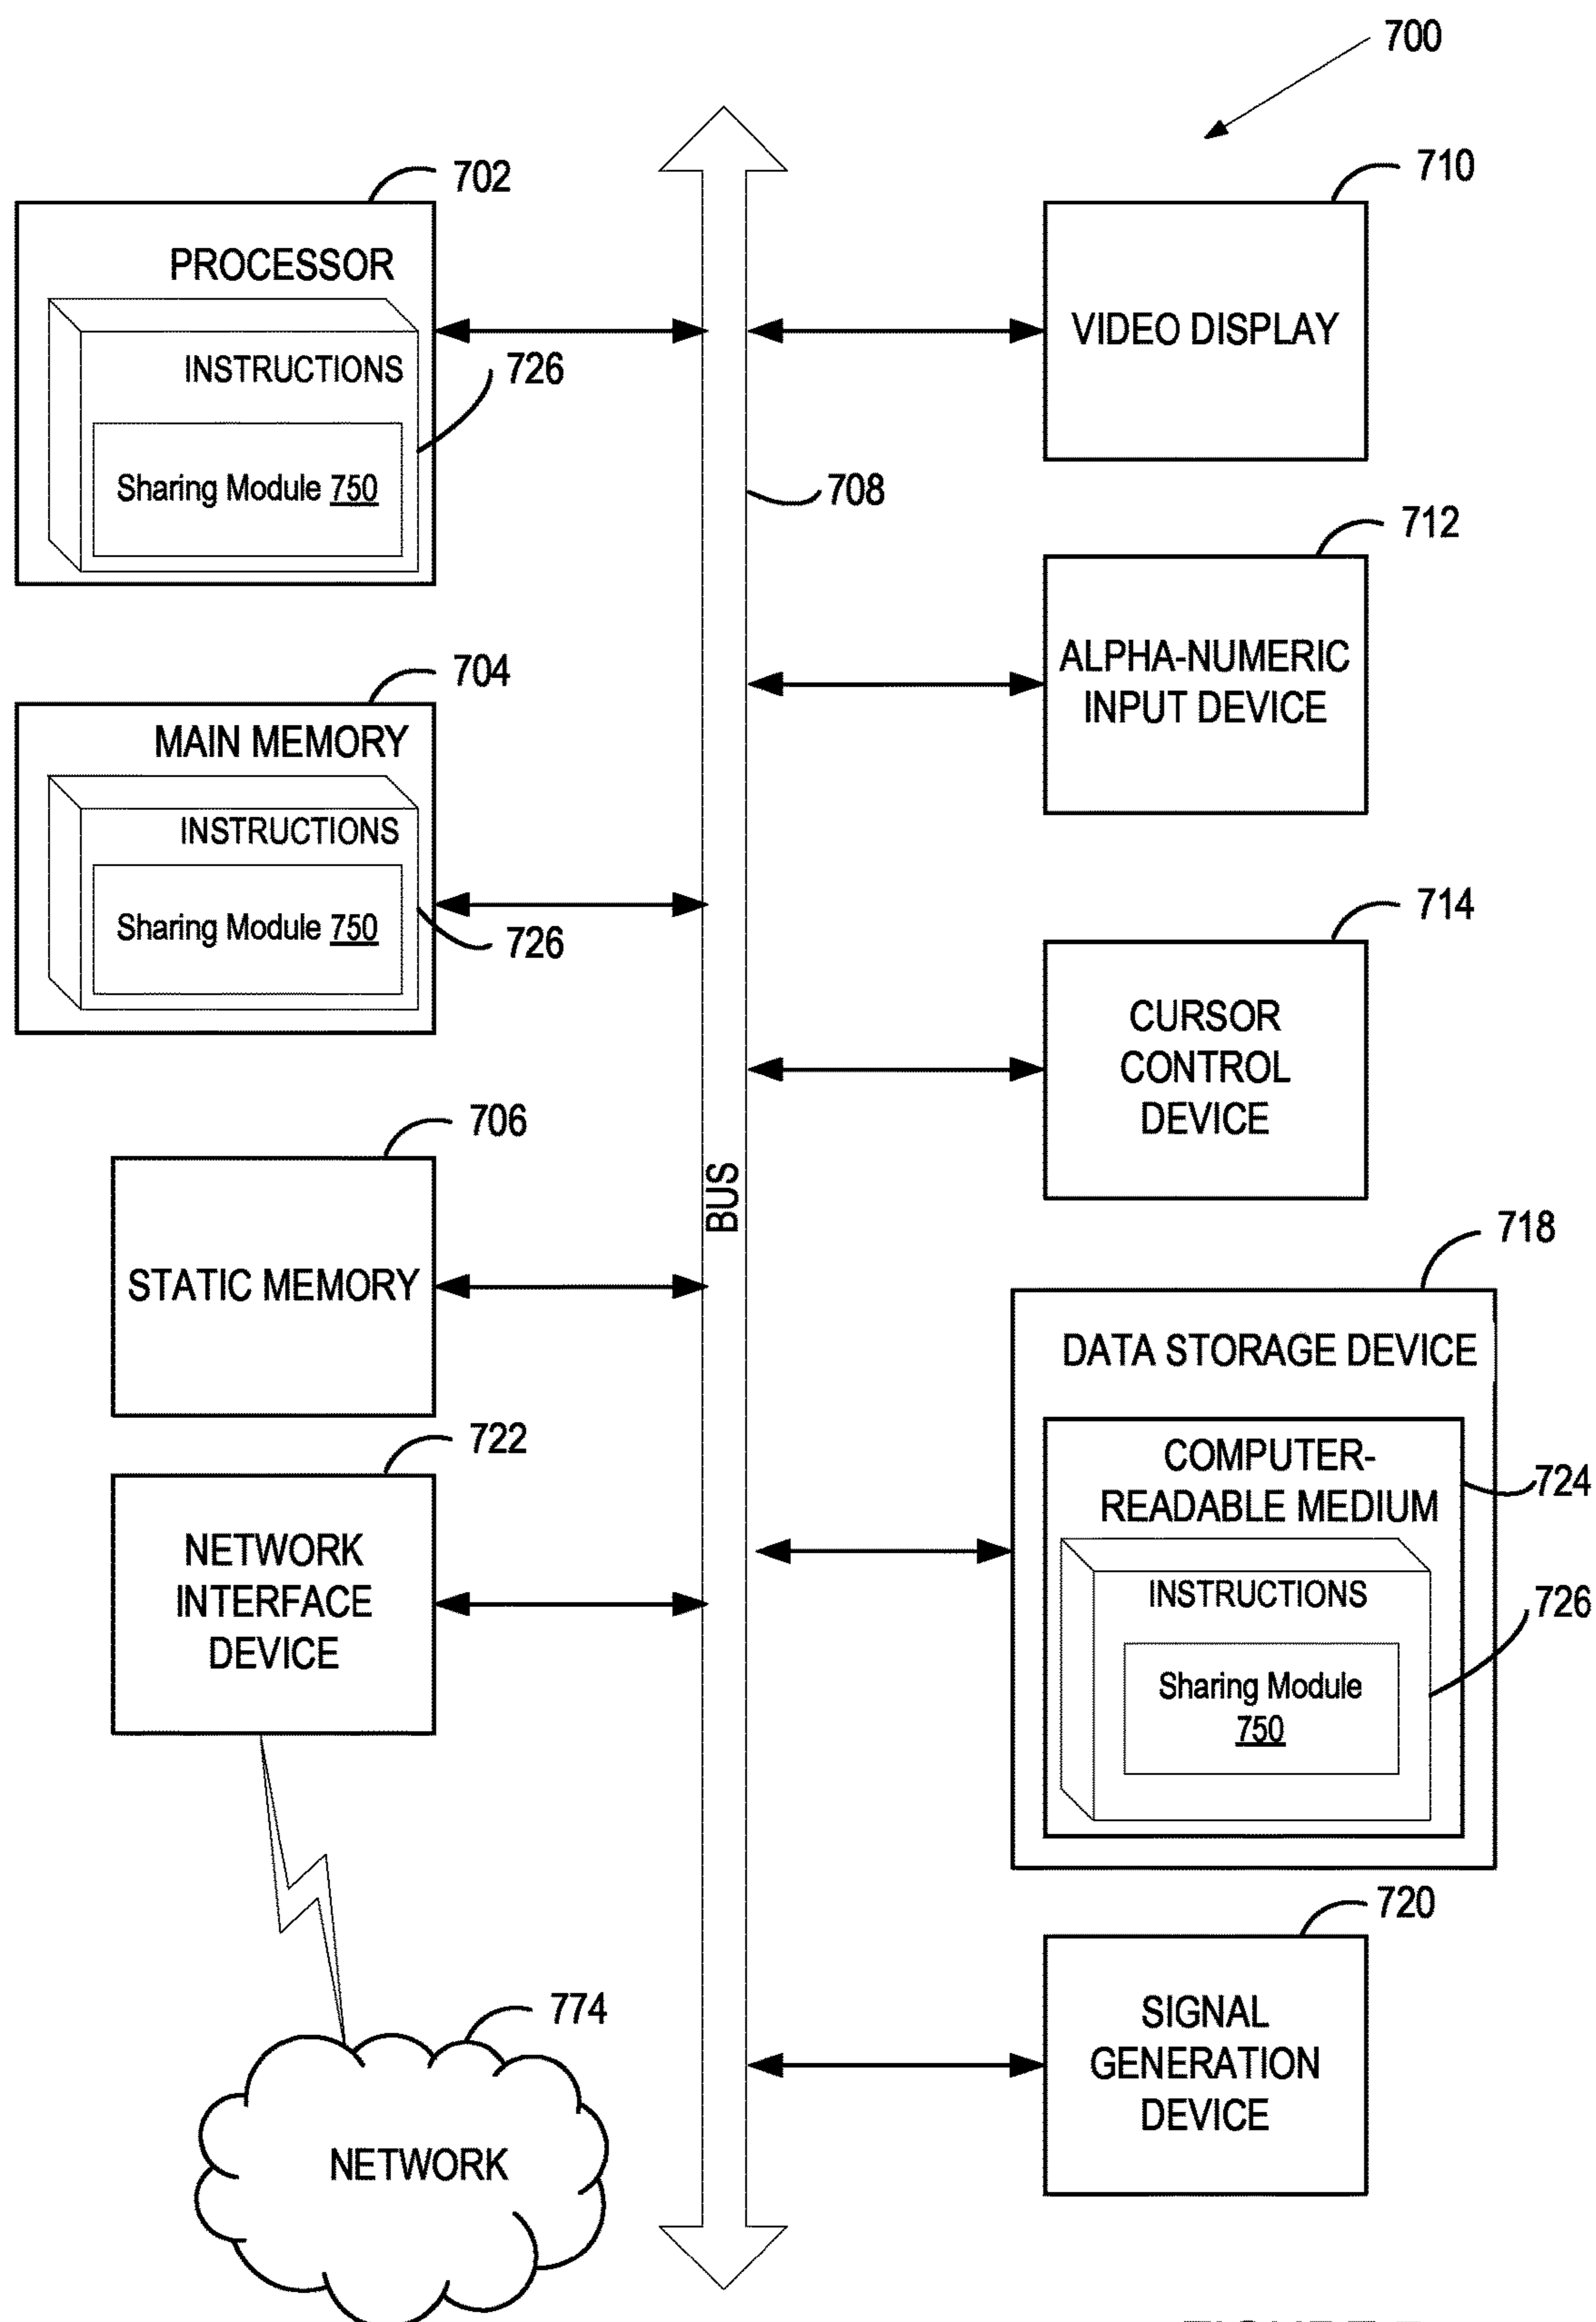 700
702
710
PROCESSOR
VIDEO DISPLAY
INSTRUCTIONS
726
Sharing Module 750
708
712
ALPHA-NUMERIC
INPUT DEVICE
704
MAIN MEMORY
INSTRUCTIONS
Sharing Module 750
726
714
CURSOR
CONTROL
DEVICE
706
BUS
STATIC MEMORY
718
DATA STORAGE DEVICE
722
COMPUTER-
READABLE MEDIUM
724
NETWORK
INTERFACE
DEVICE
INSTRUCTIONS
726
Sharing Module
750
720
774
SIGNAL
GENERATION
DEVICE
NETWORK